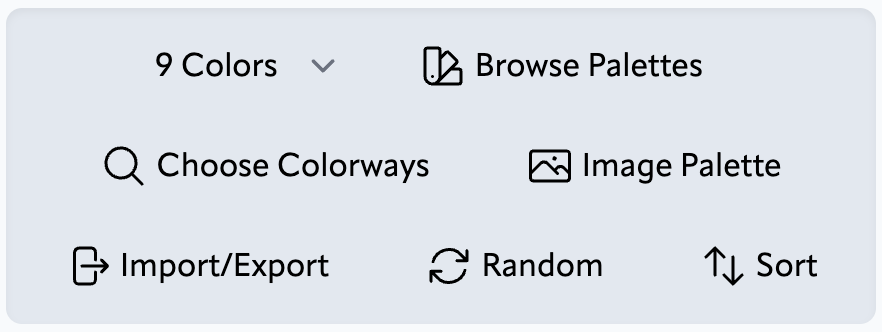 9 Colors Browse Palettes
Choose Colorways Image Palette
Import/Export Random Sort